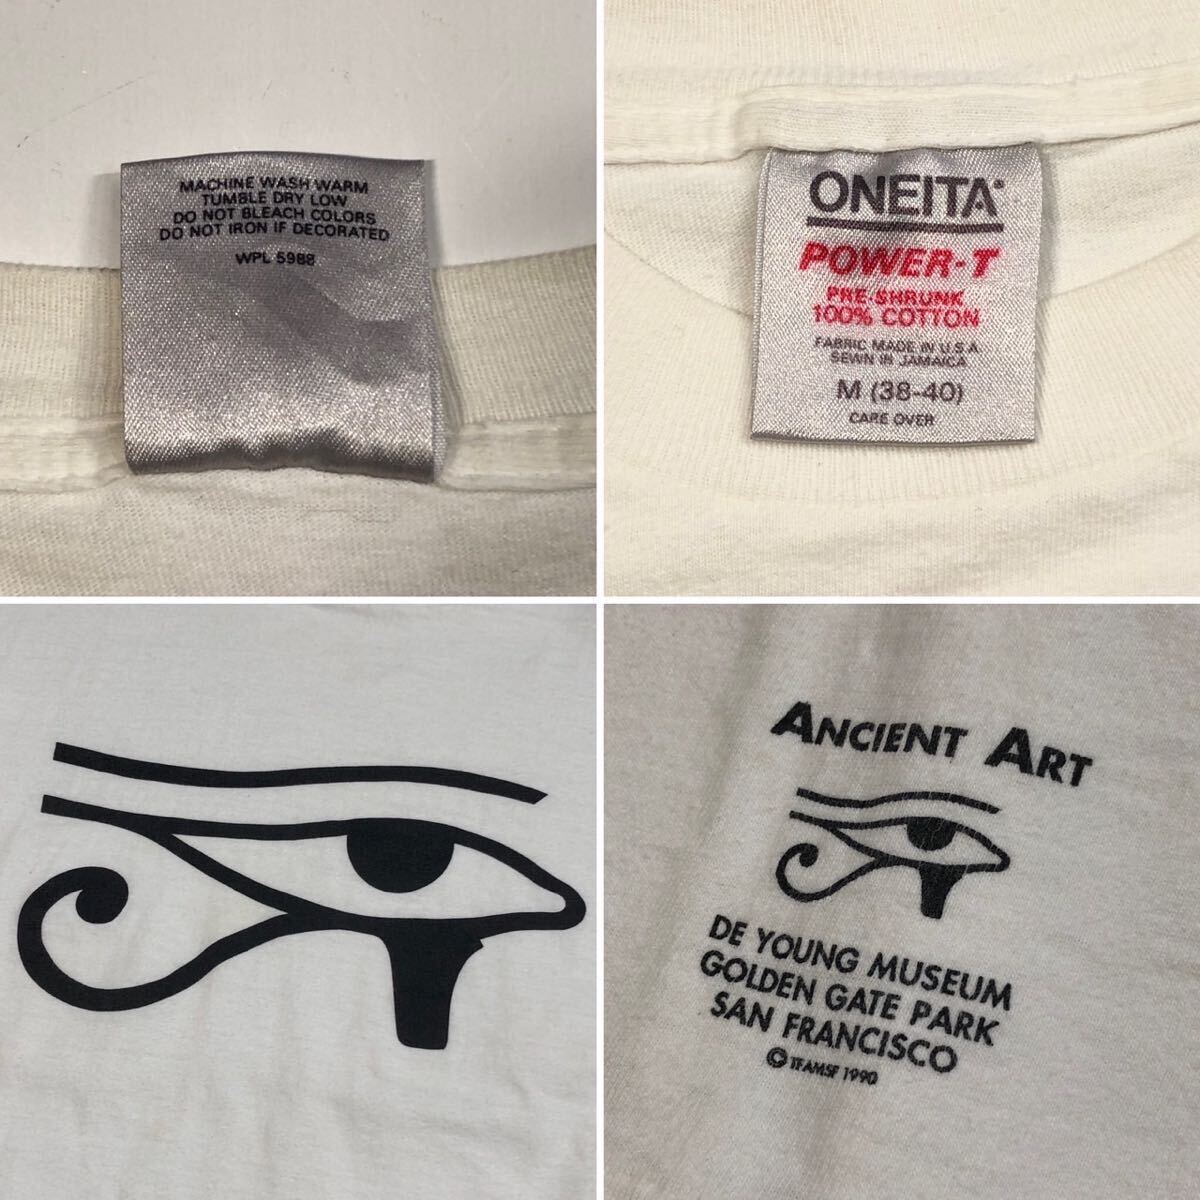 MACHINE WASH WARM
TUMBLE DRY LOW
DO NOT BLEACH COLORS
DO NOT IRON IF DECORATED
WPL 5988
ONEITA®
POWER-T
PRE-SHRUNK
100% COTTON
FABRIC MADE IN U.S.A
SEWN IN JAMAICA
M (38-40)
CARE OVER
ANCIENT ART
DE YOUNG MUSEUM
GOLDEN GATE PARK
SAN FRANCISCO
© TFAMSF 1990